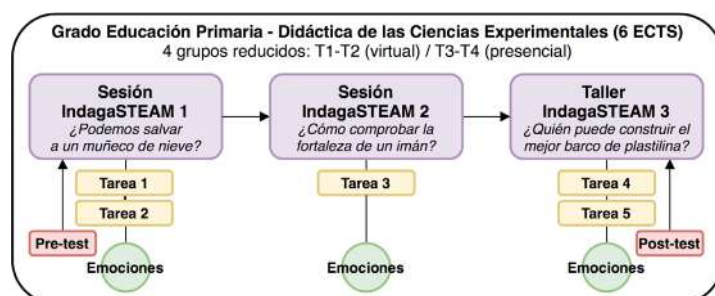 Grado Educación Primaria - Didáctica de las Ciencias Experimentales (6 ECTS)
4 grupos reducidos: T1-T2 (virtual) / T3-T4 (presencial)
Sesión
IndagaSTEAM 1
¿Podemos salvar
a un muñeco de nieve?
Sesión
IndagaSTEAM 2
¿Cómo comprobar la
fortaleza de un imán?
Taller
IndagaSTEAM 3
¿Quién puede construir el
mejor barco de plastilina?
Tarea 1
Tarea 2
Tarea 3
Tarea 4
Tarea 5
Pre-test
Emociones
Emociones
Emociones
Post-test